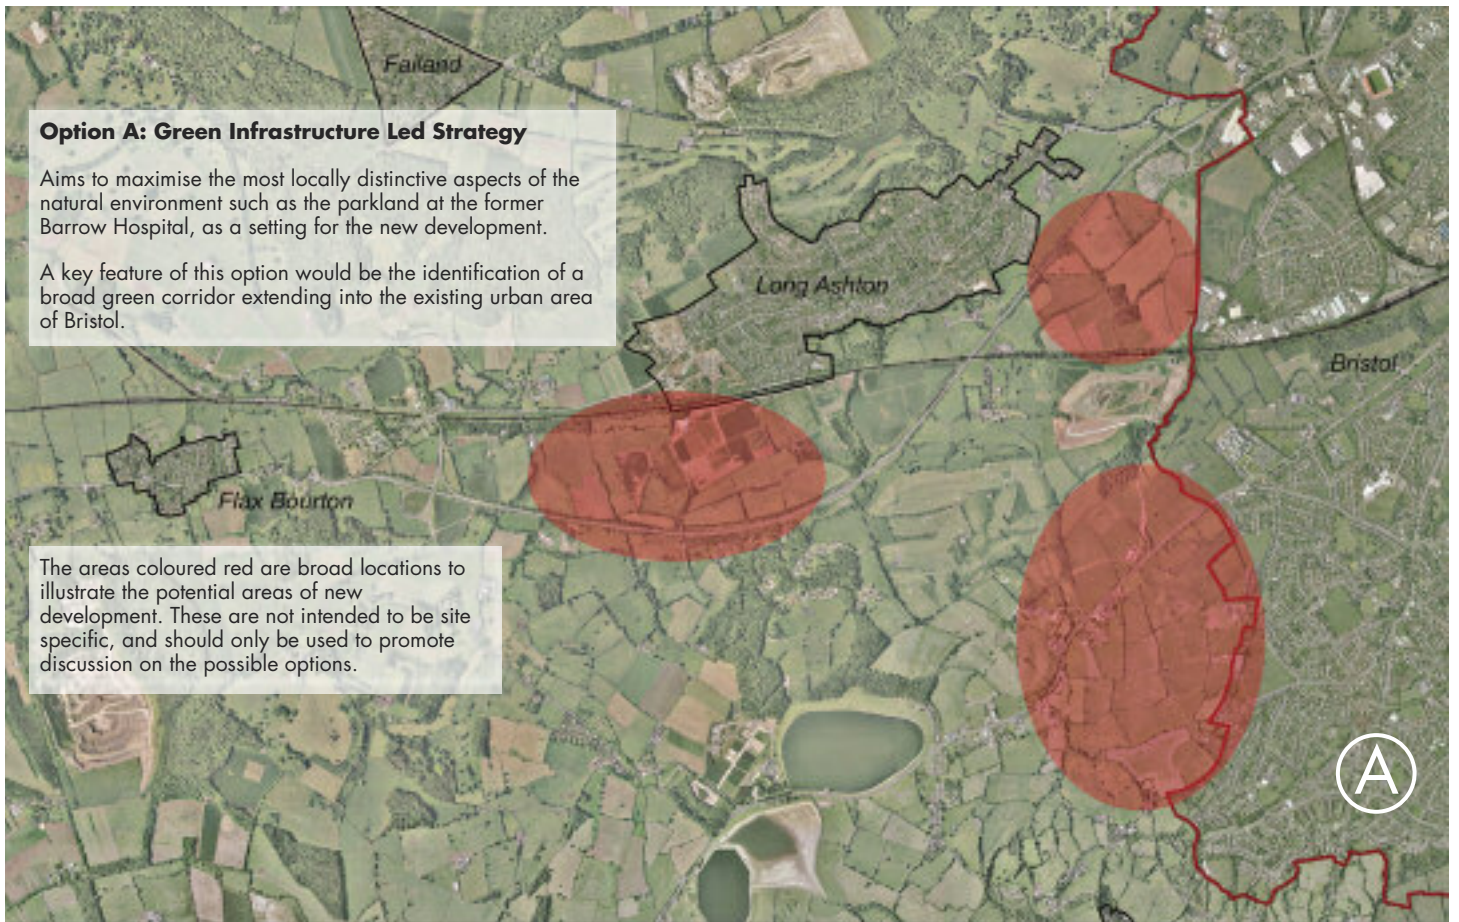 Failand
Option A: Green Infrastructure Led Strategy
Aims to maximise the most locally distinctive aspects of the
natural environment such as the parkland at the former
Barrow Hospital, as a setting for the new development.
A key feature of this option would be the identification of a
broad green corridor extending into the existing urban area
of Bristol.
Long Ashton
Bristol
Flax Bourton
The areas coloured red are broad locations to
illustrate the potential areas of new
development. These are not intended to be site
specific, and should only be used to promote
discussion on the possible options.
A